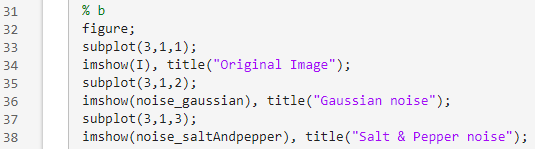 31 % b
32 figure;
33 subplot(3,1,1);
34 imshow(I), title("Original Image");
35 subplot(3,1,2);
36 imshow(noise_gaussian), title("Gaussian noise");
37 subplot(3,1,3);
38 imshow(noise_saltAndpepper), title("Salt & Pepper noise");